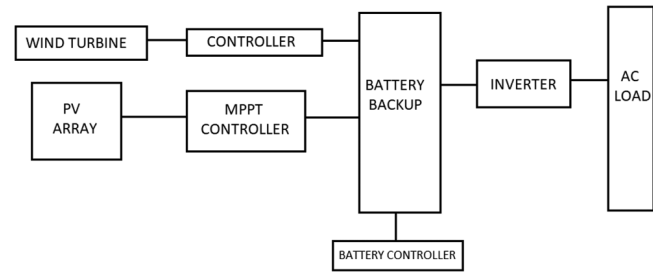 WIND TURBINE
CONTROLLER
PV
ARRAY
MPPT
CONTROLLER
BATTERY
BACKUP
INVERTER
AC
LOAD
BATTERY CONTROLLER